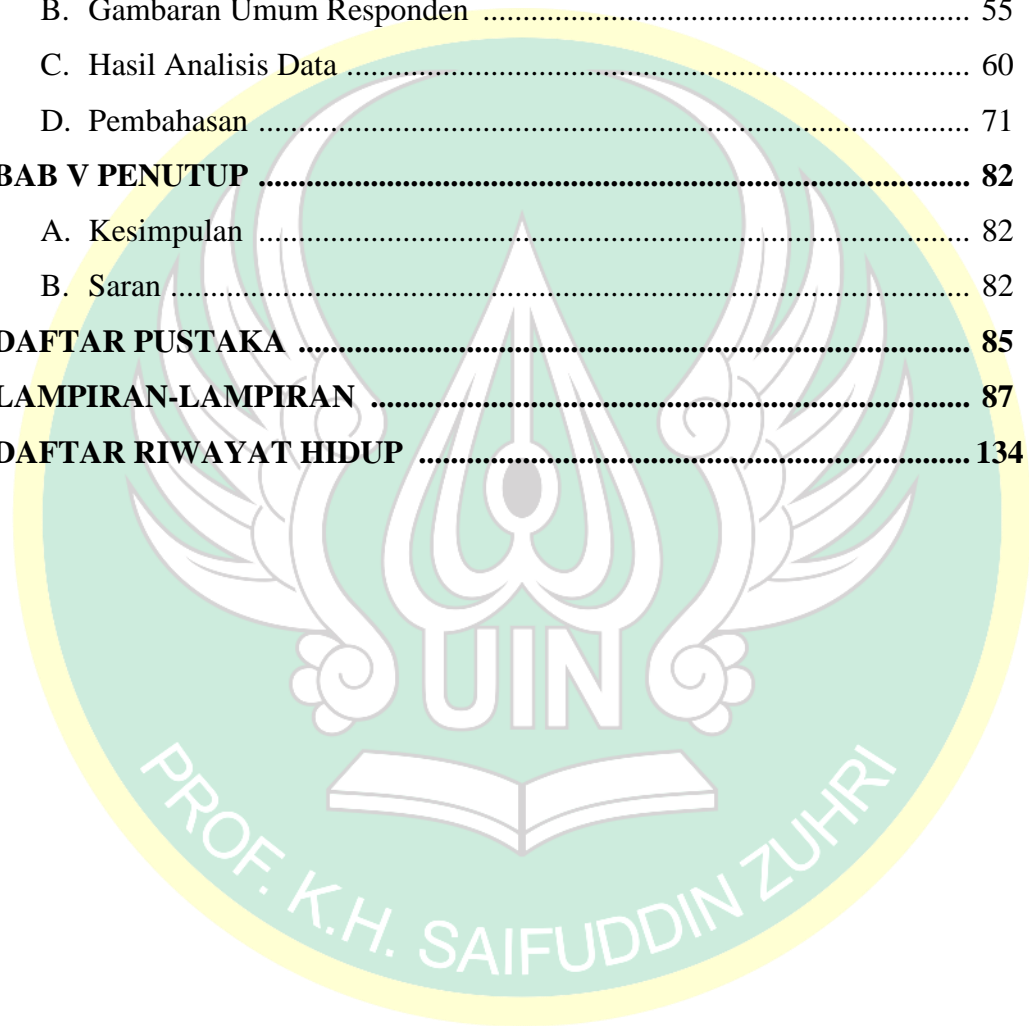 B. Gambaran Umum Responden ........................................................................ 55
C. Hasil Analisis Data ........................................................................................... 60
D. Pembahasan ....................................................................................................... 71
BAB V PENUTUP ....................................................................................... 82
A. Kesimpulan ....................................................................................................... 82
B. Saran ................................................................................................................. 82
DAFTAR PUSTAKA .................................................................................. 85
LAMPIRAN-LAMPIRAN ......................................................................... 87
DAFTAR RIWAYAT HIDUP .................................................................... 134
UIN
PROF. K.H. SAIFUDDIN ZUHRI